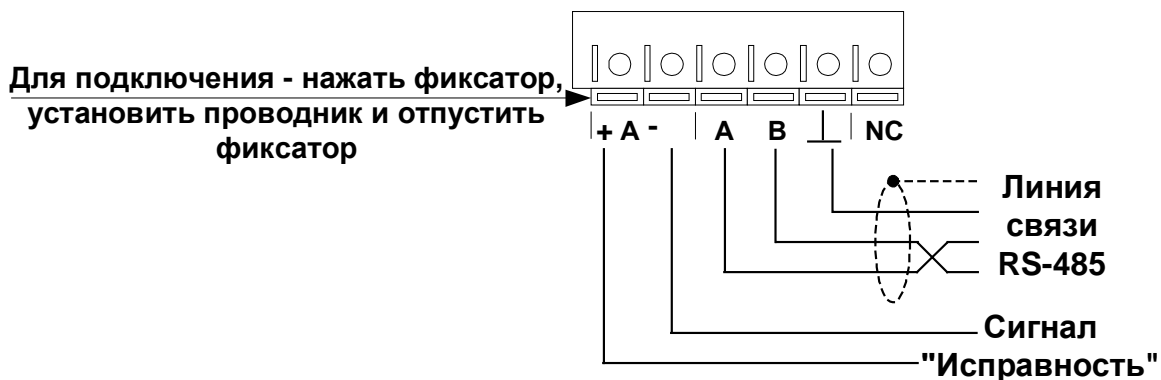 Для подключения - нажать фиксатор,
установить проводник и отпустить
фиксатор
+ A - A B NC
Линия
связи
RS-485
Сигнал
"Исправность"